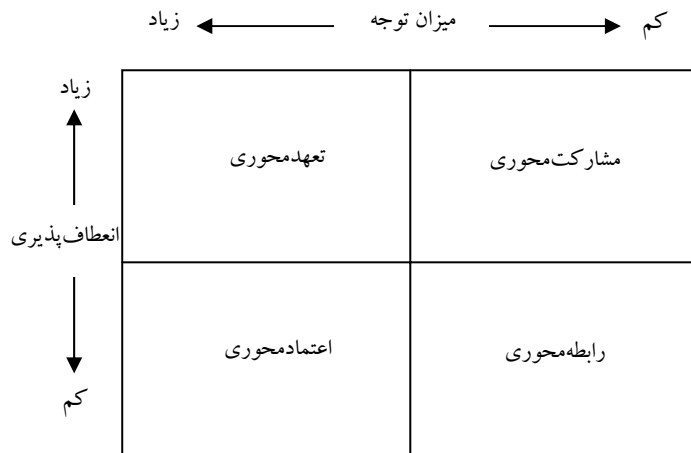 کم
میزان توجه
زیاد
زیاد
مشارکت‌محوری
تعهدمحوری
انعطاف‌پذیری
رابطه‌محوری
اعتمادمحوری
کم